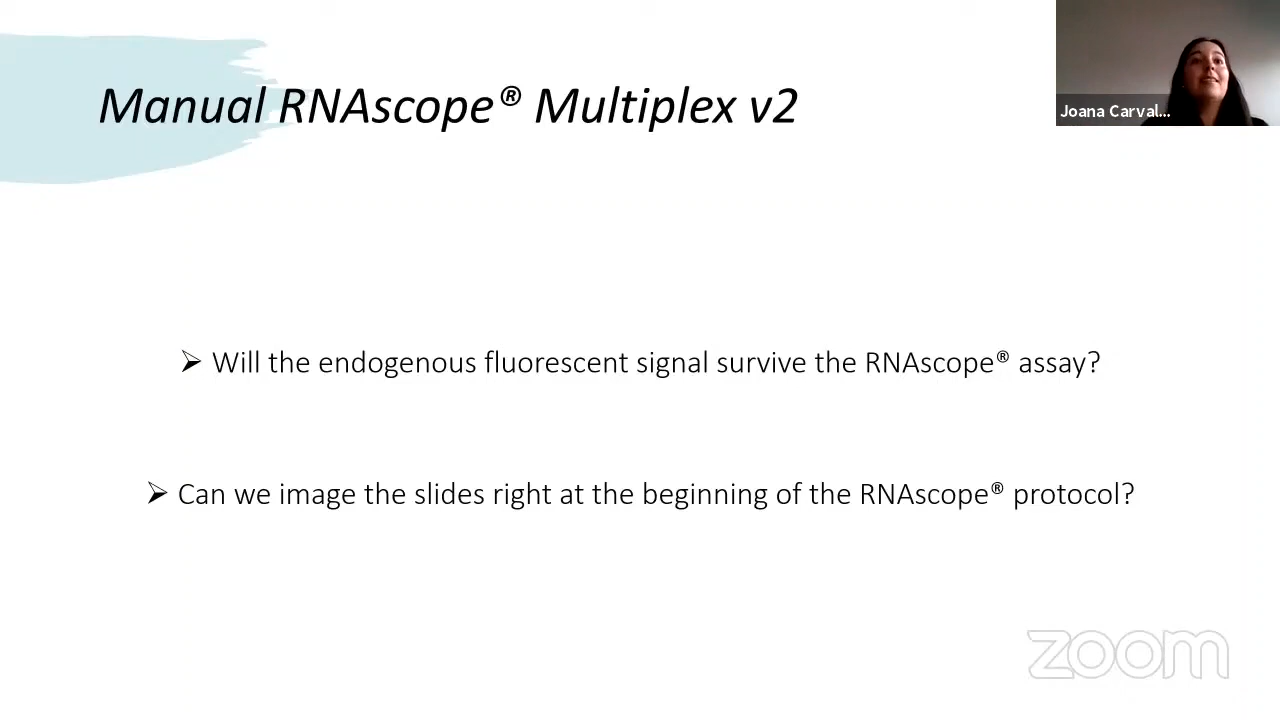 Manual RNAscope® Multiplex v2
Joana Carval...
➢ Will the endogenous fluorescent signal survive the RNAscope® assay?
➢ Can we image the slides right at the beginning of the RNAscope® protocol?
zoom